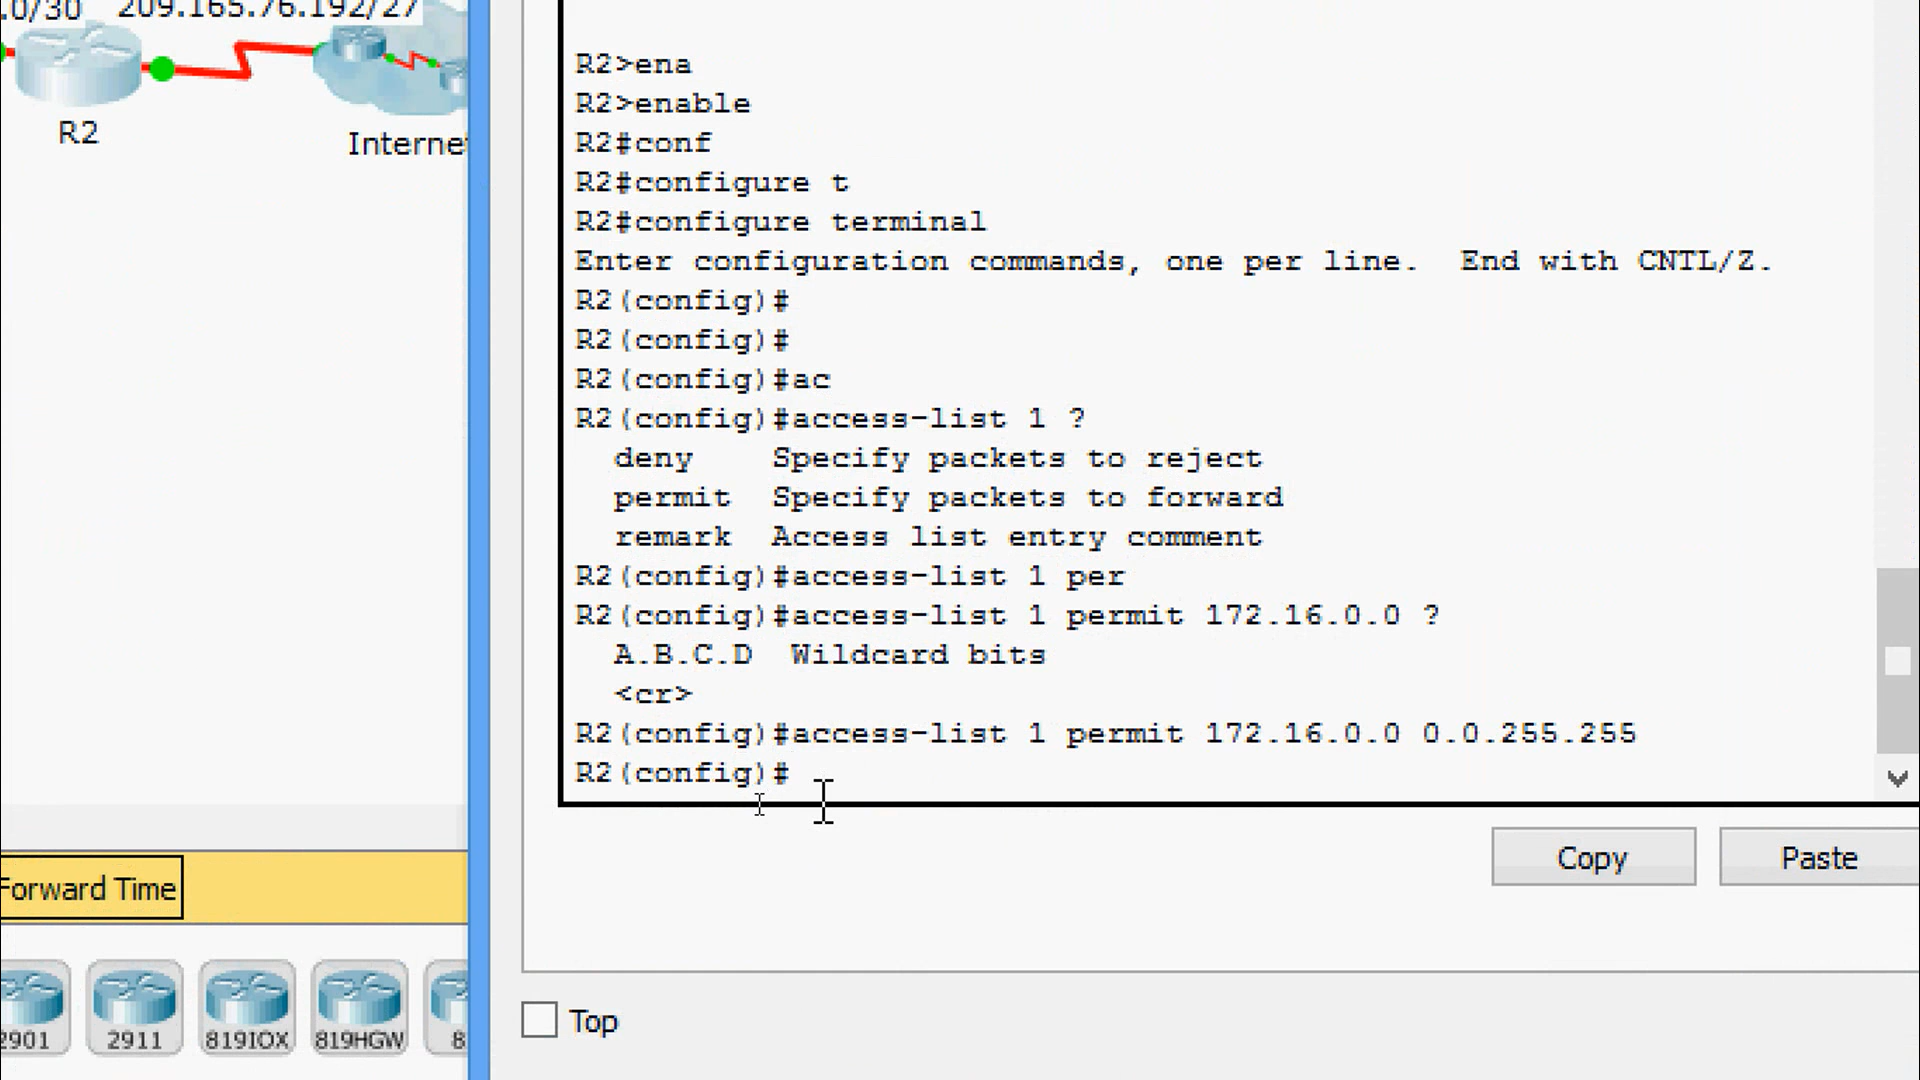 .0/30 209.165.76.192/27
R2
Interne
R2>ena
R2>enable
R2#conf
R2#configure t
R2#configure terminal
Enter configuration commands, one per line.  End with CNTL/Z.
R2(config)#
R2(config)#
R2(config)#ac
R2(config)#access-list 1 ?
deny    Specify packets to reject
permit  Specify packets to forward
remark  Access list entry comment
R2(config)#access-list 1 per
R2(config)#access-list 1 permit 172.16.0.0 ?
A.B.C.D  Wildcard bits
<cr>
R2(config)#access-list 1 permit 172.16.0.0 0.0.255.255
R2(config)#
Copy Paste
Forward Time
2901 2911 819IOX 819HGW 8
Top